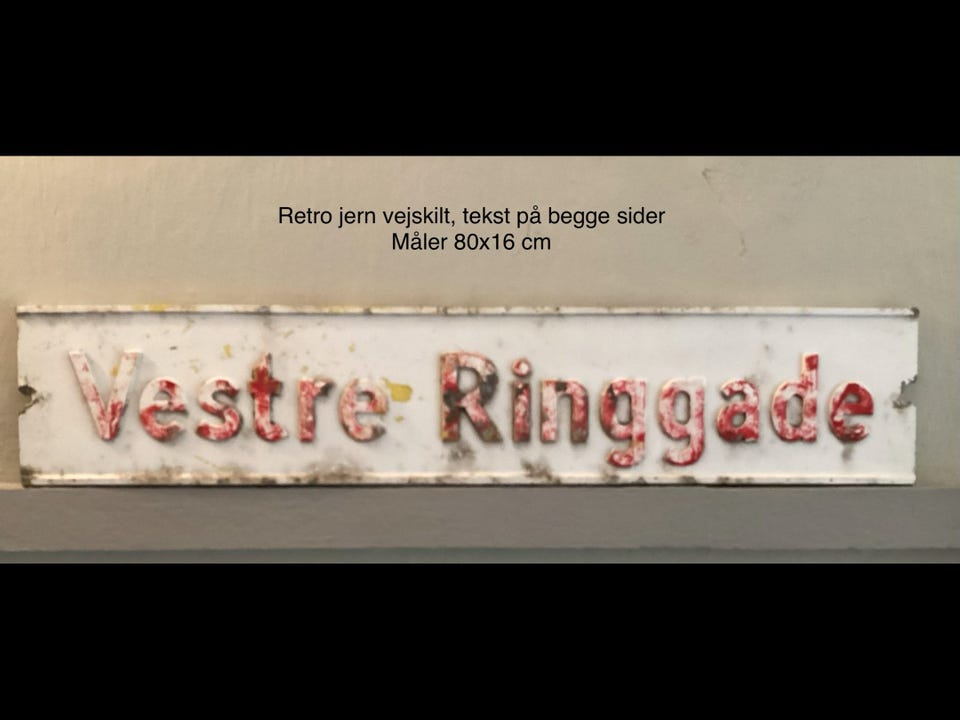 Retro jern vejskilt, tekst på begge sider
Måler 80x16 cm
Vestre Ringgade